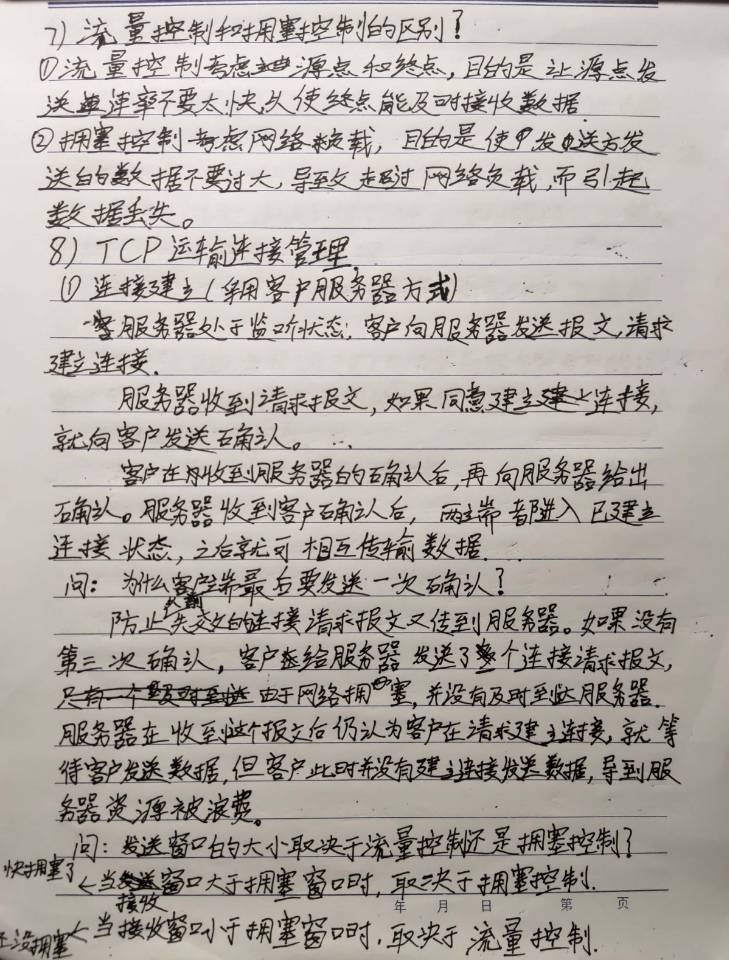 7) 流量控制和拥塞控制的区别？
①流量控制考虑源点和终点，目的是让源点发
送速率不要太快,从使终点能及时接收数据
②拥塞控制考虑网络负载，目的是使发送方发
送的数据不要过大,导致超过网络负载,而引起
数据丢失。
8) TCP运输连接管理
① 连接建立(采用客户服务器方式)
服务器处于监听状态;客户向服务器发送报文,请求
建立连接.
服务器收到请求报文,如果同意建立连接,
就向客户发送确认。
客户在收到服务器的确认后,再向服务器给出
确认。服务器收到客户确认后,两端都进入已建立
连接状态,之后就可相互传输数据.
问：为什么客户端最后要发送一次确认？
防止失效的连接请求报文又传到服务器。如果没有
第三次确认,客户给服务器发送了多个连接请求报文,
由于网络拥塞,并没有及时到达服务器.
服务器在收到这个报文后仍认为客户在请求建立连接,就等
待客户发送数据,但客户此时并没有建立连接发送数据,导致服
务器资源被浪费。
问：发送窗口的大小取决于流量控制还是拥塞控制？
快拥塞了 ←当接收窗口大于拥塞窗口时,取决于拥塞控制.
年 月 日 第 页
还没拥塞 ←当接收窗口小于拥塞窗口时,取决于流量控制.